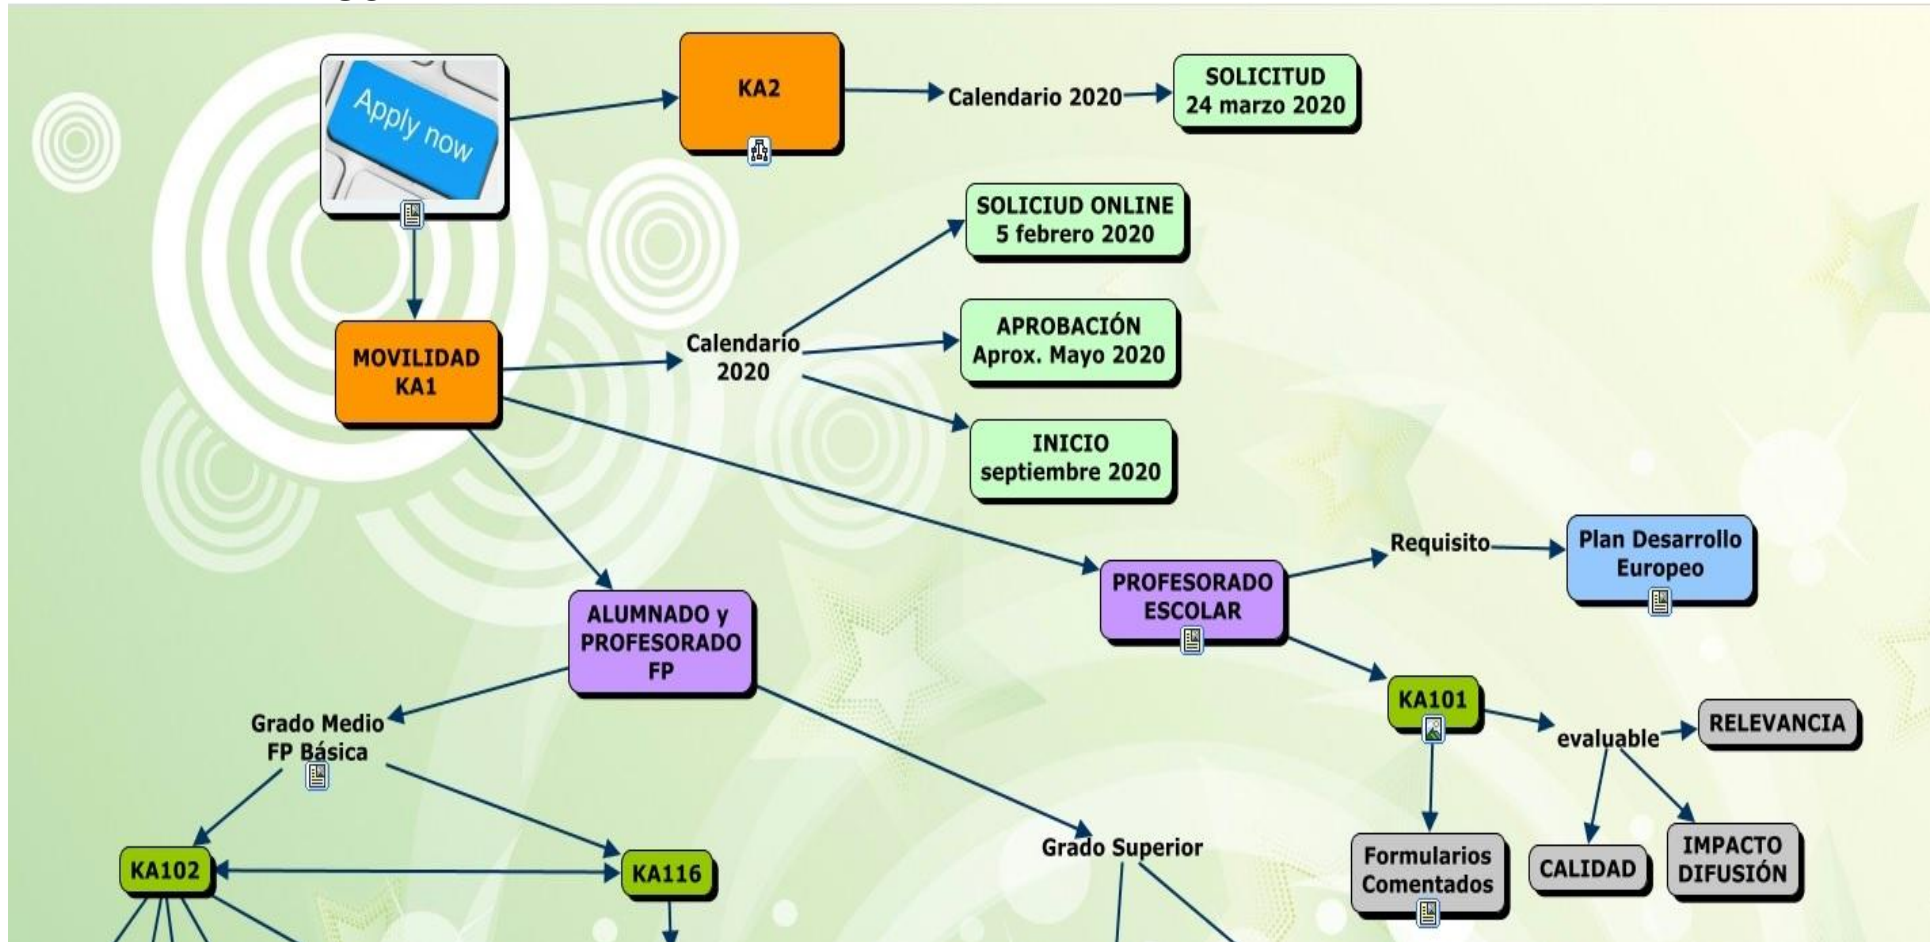 Apply now
KA2
Calendario 2020
SOLICITUD
24 marzo 2020
SOLICIUD ONLINE
5 febrero 2020
MOVILIDAD
KA1
Calendario
2020
APROBACIÓN
Aprox. Mayo 2020
INICIO
septiembre 2020
ALUMNADO y
PROFESORADO
FP
PROFESORADO
ESCOLAR
Requisito
Plan Desarrollo
Europeo
Grado Medio
FP Básica
KA101
evaluable
RELEVANCIA
KA102
KA116
Grado Superior
Formularios
Comentados
CALIDAD
IMPACTO
DIFUSIÓN